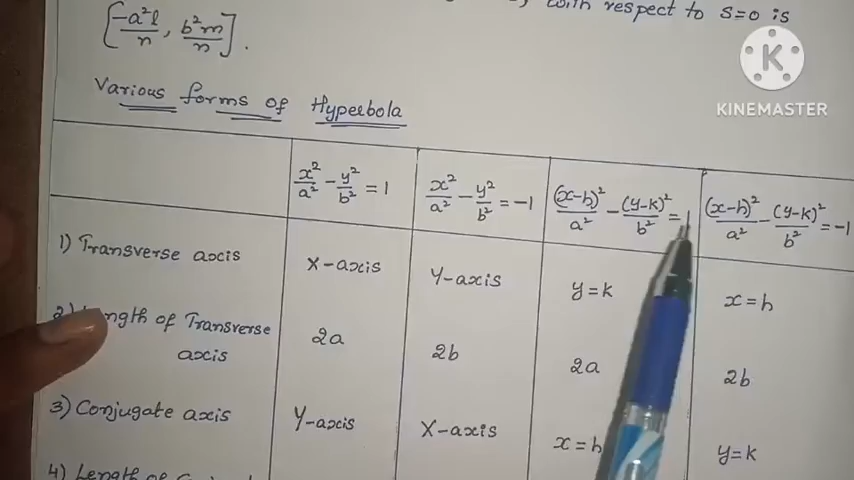 with respect to S=0 is
[-a²l/n, b²m/n].
Various forms of Hyperbola
KINEMASTER
x²/a² - y²/b² = 1
x²/a² - y²/b² = -1
(x-h)²/a² - (y-k)²/b² = 1
(x-h)²/a² - (y-k)²/b² = -1
1) Transverse axis
X-axis
Y-axis
y=k
x=h
2) Length of Transverse
axis
2a
2b
2a
2b
3) Conjugate axis
Y-axis
X-axis
x=h
y=k
4) Length of